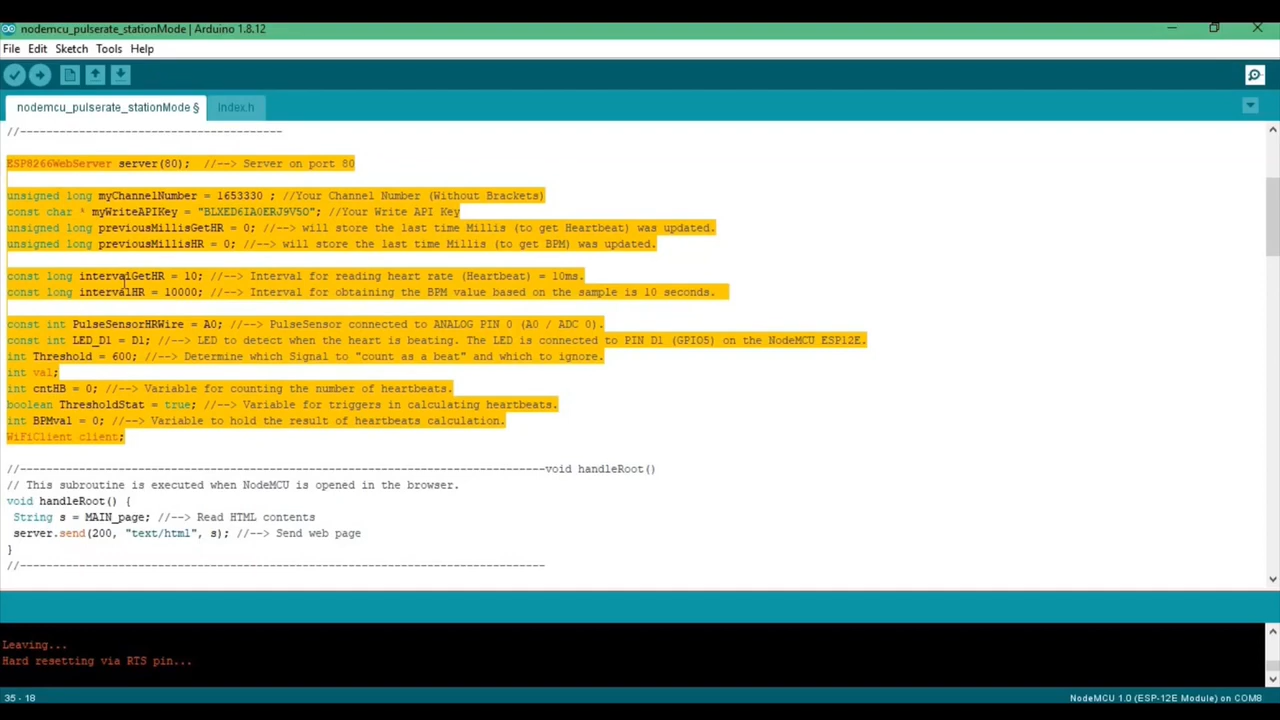 nodemcu_pulserate_stationMode | Arduino 1.8.12
File Edit Sketch Tools Help
nodemcu_pulserate_stationMode § Index.h
//----------------------------------------
ESP8266WebServer server(80);  //--> Server on port 80
unsigned long myChannelNumber = 1653330 ; //Your Channel Number (Without Brackets)
const char * myWriteAPIKey = "BLXED6IA0ERJ9V5O"; //Your Write API Key
unsigned long previousMillisGetHR = 0; //--> will store the last time Millis (to get Heartbeat) was updated.
unsigned long previousMillisHR = 0; //--> will store the last time Millis (to get BPM) was updated.
const long intervalGetHR = 10; //--> Interval for reading heart rate (Heartbeat) = 10ms.
const long intervalHR = 10000; //--> Interval for obtaining the BPM value based on the sample is 10 seconds.
const int PulseSensorHRWire = A0; //--> PulseSensor connected to ANALOG PIN 0 (A0 / ADC 0).
const int LED_D1 = D1; //--> LED to detect when the heart is beating. The LED is connected to PIN D1 (GPIO5) on the NodeMCU ESP12E.
int Threshold = 600; //--> Determine which Signal to "count as a beat" and which to ignore.
int val;
int cntHB = 0; //--> Variable for counting the number of heartbeats.
boolean ThresholdStat = true; //--> Variable for triggers in calculating heartbeats.
int BPMval = 0; //--> Variable to hold the result of heartbeats calculation.
WiFiClient client;
//--------------------------------------------------------------------------------void handleRoot()
// This subroutine is executed when NodeMCU is opened in the browser.
void handleRoot() {
String s = MAIN_page; //--> Read HTML contents
server.send(200, "text/html", s); //--> Send web page
}
//--------------------------------------------------------------------------------
Leaving...
Hard resetting via RTS pin...
35 - 18 NodeMCU 1.0 (ESP-12E Module) on COM8